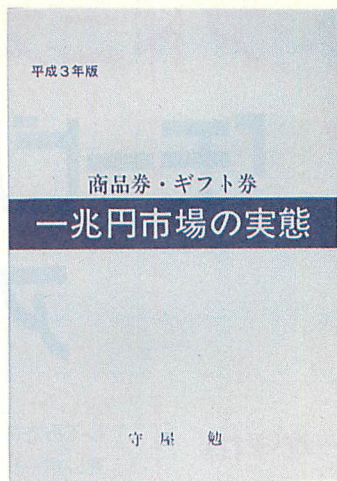 平成3年版
商品券・ギフト券
一兆円市場の実態
守屋 勉